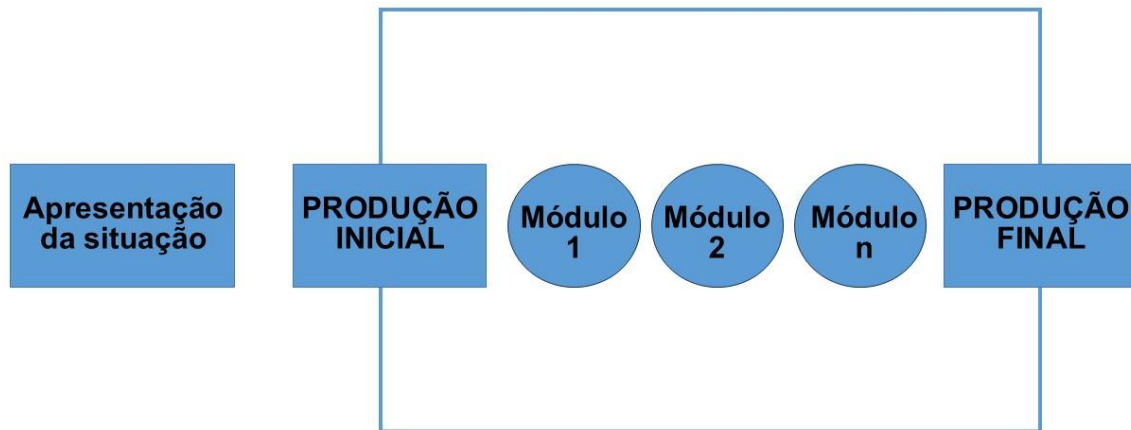 Apresentação
da situação
PRODUÇÃO
INICIAL
Módulo
1
Módulo
2
Módulo
n
PRODUÇÃO
FINAL